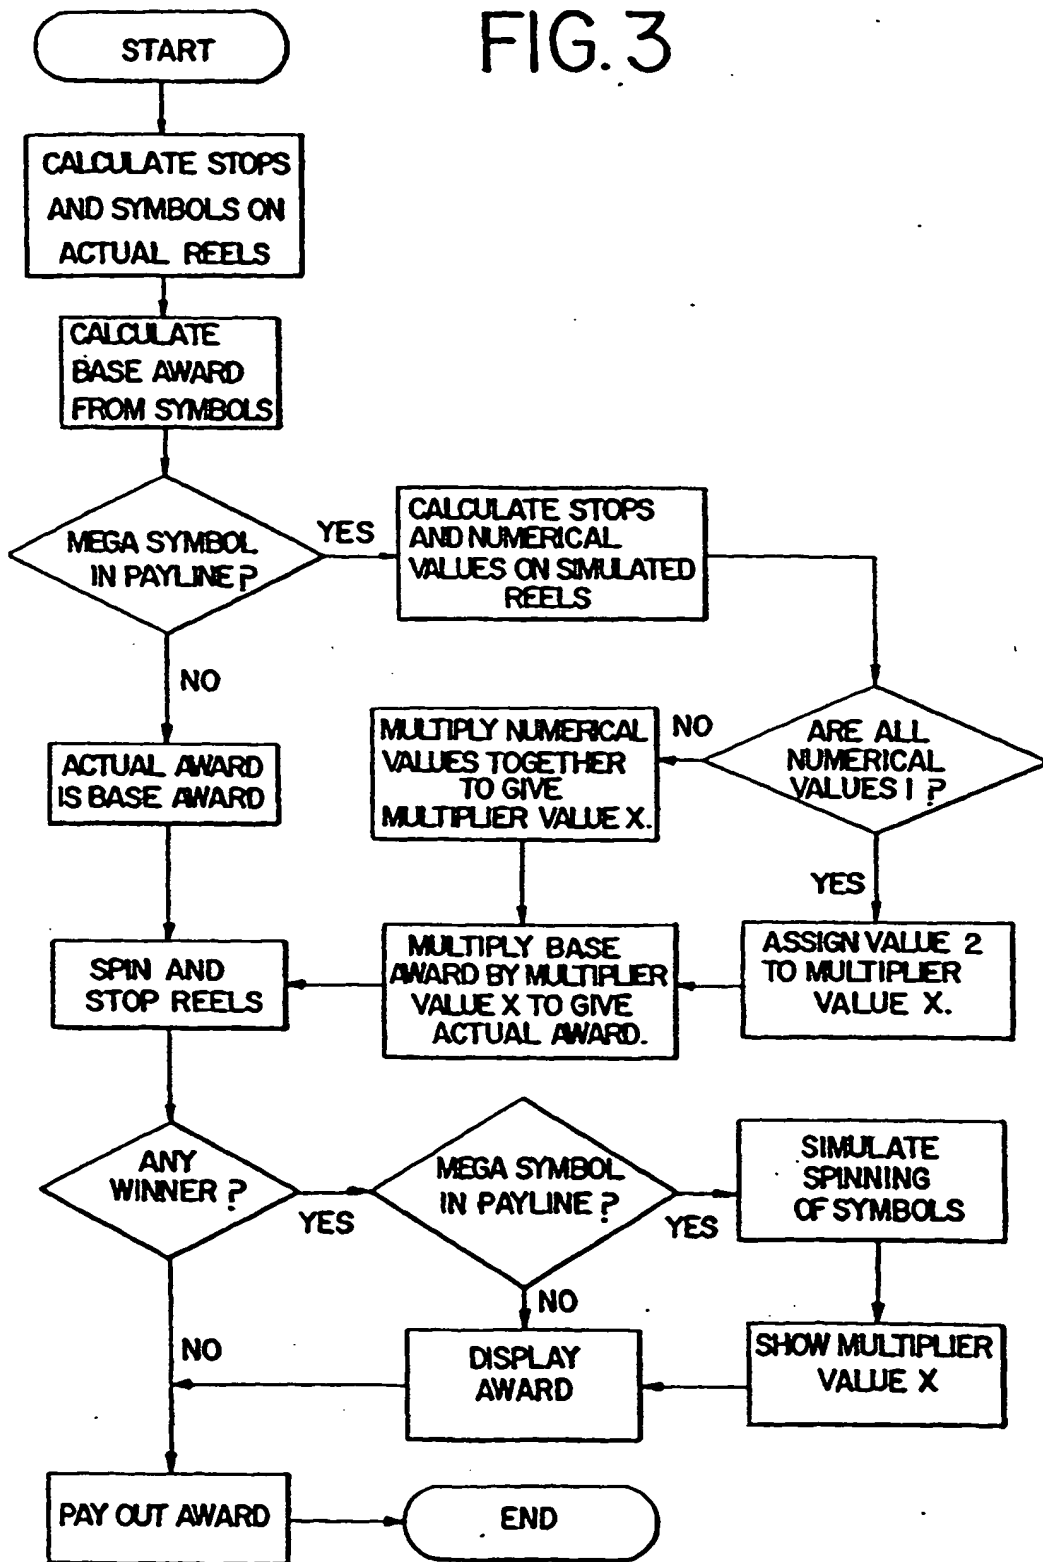 FIG. 3
START
CALCULATE STOPS
AND SYMBOLS ON
ACTUAL REELS
CALCULATE
BASE AWARD
FROM SYMBOLS
MEGA SYMBOL
IN PAYLINE?
YES
CALCULATE STOPS
AND NUMERICAL
VALUES ON SIMULATED
REELS
NO
ARE ALL
NUMERICAL
VALUES 1?
NO
MULTIPLY NUMERICAL
VALUES TOGETHER
TO GIVE
MULTIPLIER VALUE X.
ACTUAL AWARD
IS BASE AWARD
YES
ASSIGN VALUE 2
TO MULTIPLIER
VALUE X.
MULTIPLY BASE
AWARD BY MULTIPLIER
VALUE X TO GIVE
ACTUAL AWARD.
SPIN AND
STOP REELS
ANY
WINNER?
YES
MEGA SYMBOL
IN PAYLINE?
YES
SIMULATE
SPINNING
OF SYMBOLS
NO
NO
DISPLAY
AWARD
SHOW MULTIPLIER
VALUE X
PAY OUT AWARD
END